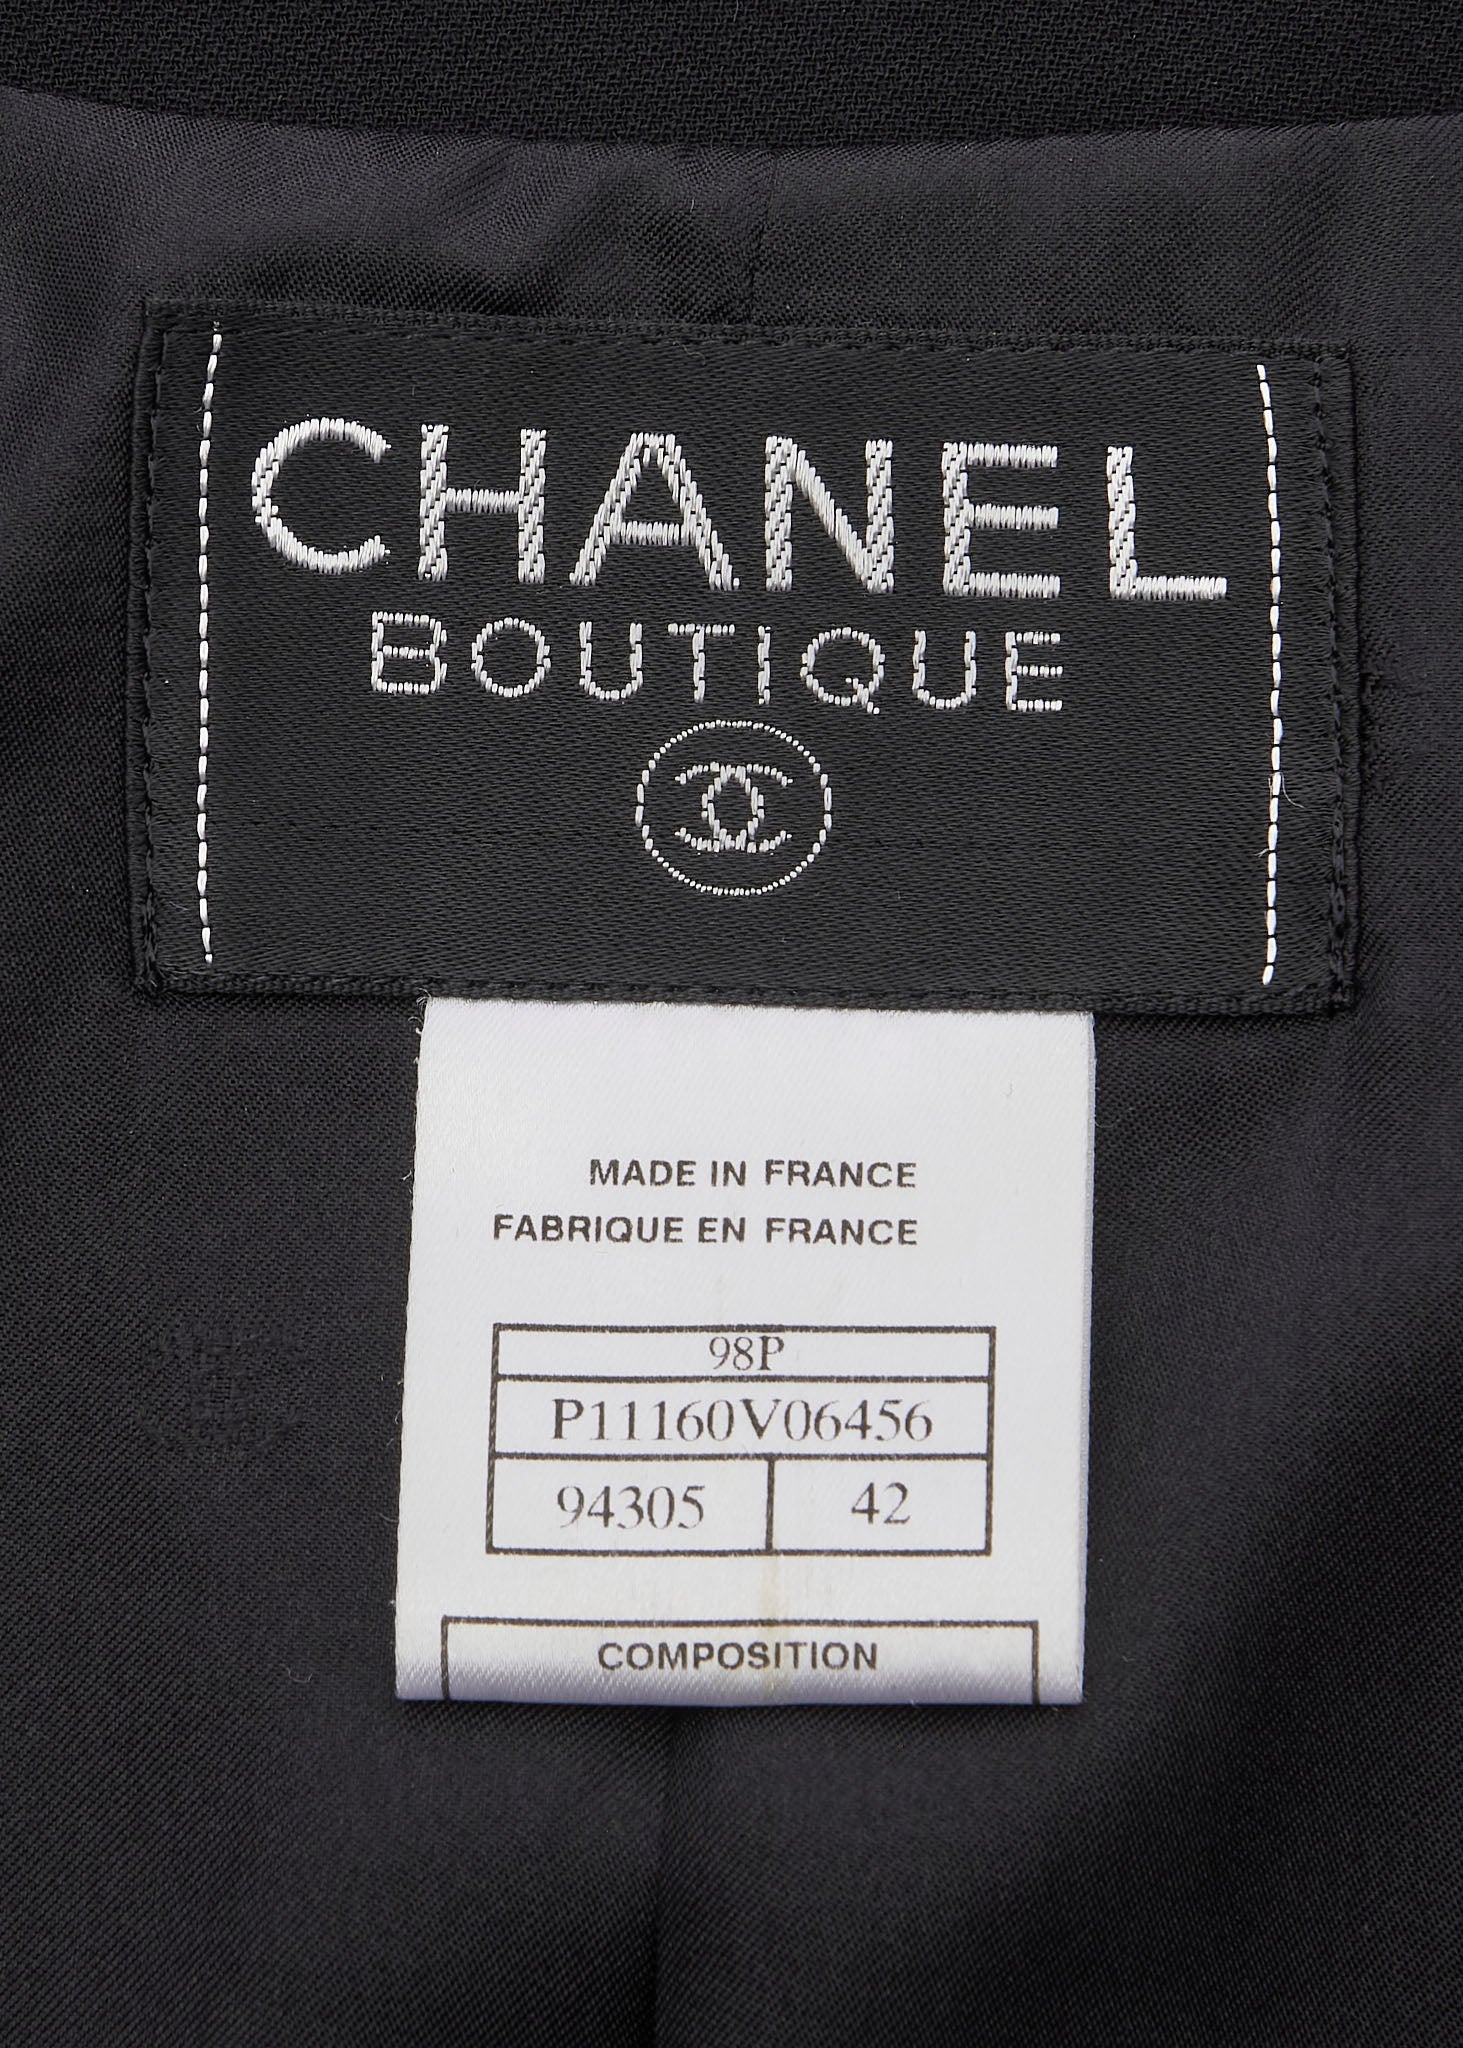 CHANEL
BOUTIQUE
MADE IN FRANCE
FABRIQUE EN FRANCE
98P
P11160V06456
94305 42
COMPOSITION